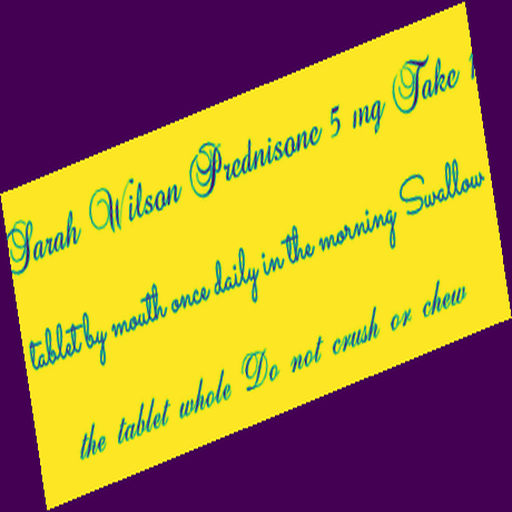 Sarah Wilson Prednisone 5 mg Take 1
tablet by mouth once daily in the morning Swallow
the tablet whole Do not crush or chew